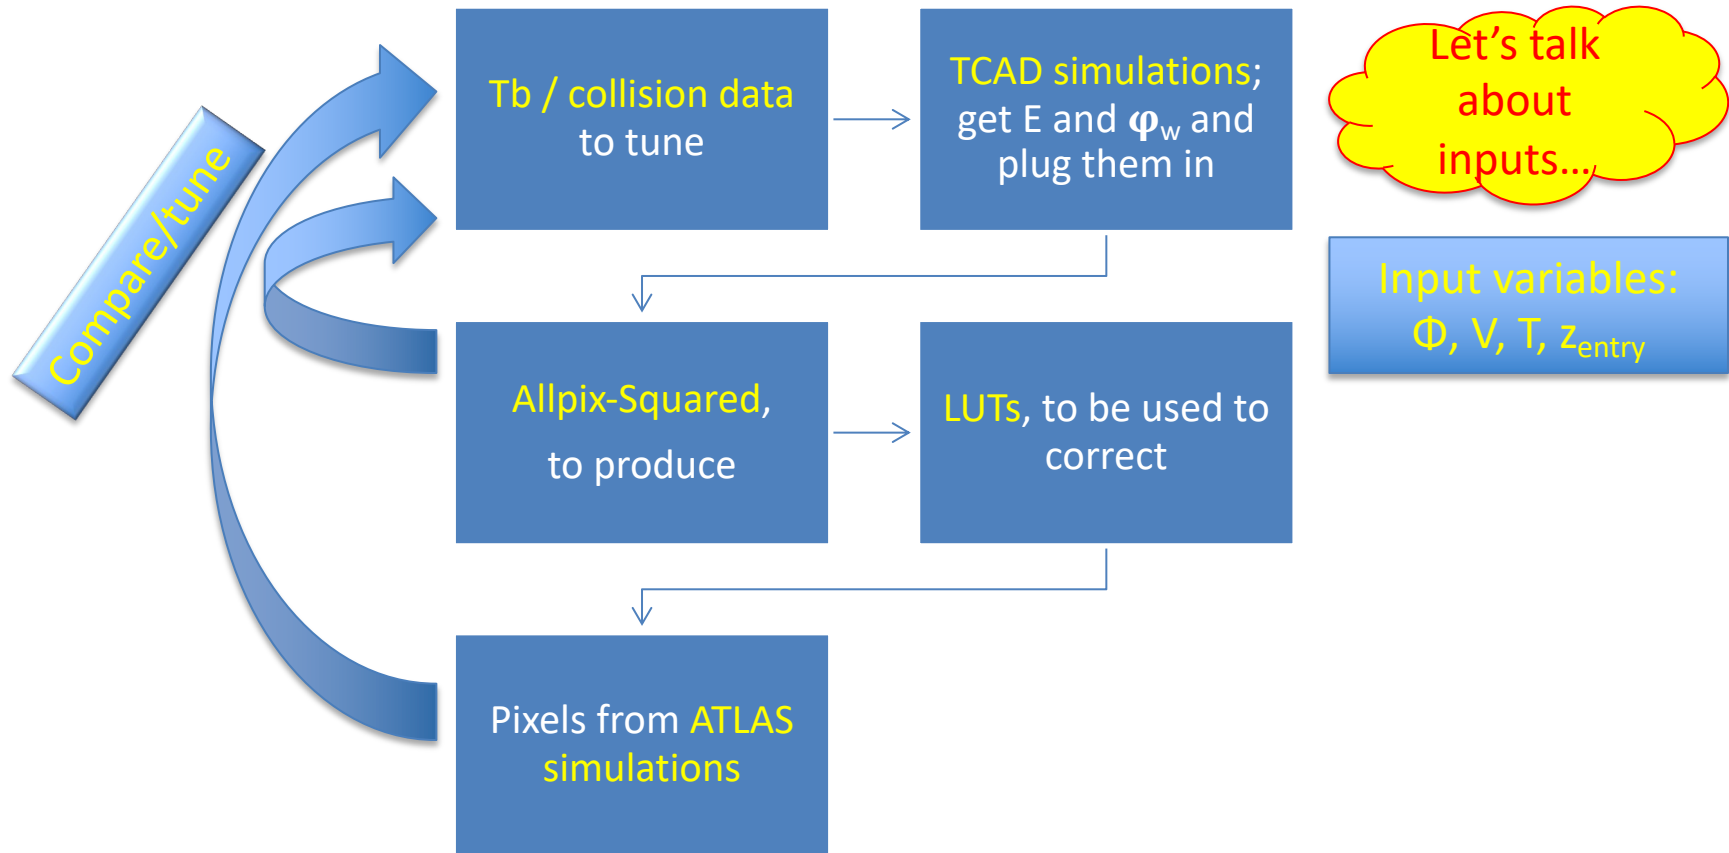 Compare/tune
Tb / collision data
to tune
TCAD simulations;
get E and φw and
plug them in
Let’s talk
about
inputs…
Input variables:
Φ, V, T, zentry
Allpix-Squared,
to produce
LUTs, to be used to
correct
Pixels from ATLAS
simulations